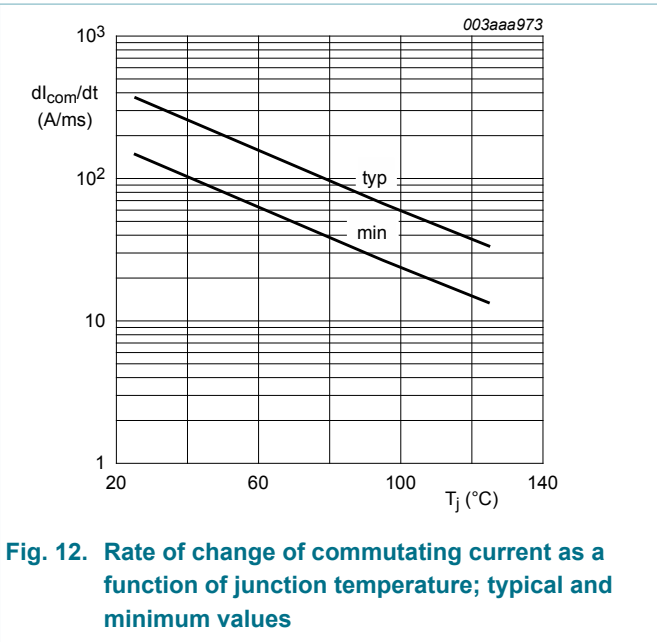 003aaa973
10³
dI_com/dt
(A/ms)
10²
typ
min
10
1
20 60 100 140
T_j (°C)
Fig. 12. Rate of change of commutating current as a
function of junction temperature; typical and
minimum values